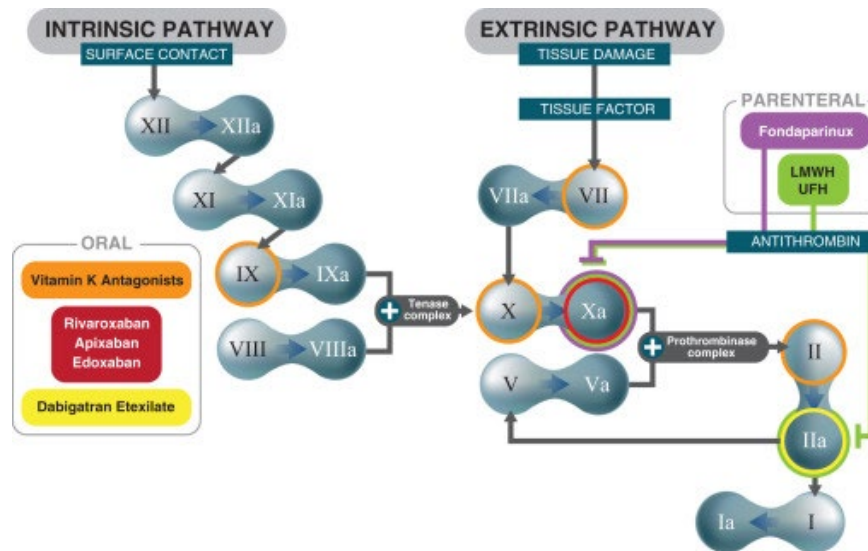 INTRINSIC PATHWAY
SURFACE CONTACT
XII
XIIa
XI
XIa
IX
IXa
VIII
VIIIa
Tenase
complex
EXTRINSIC PATHWAY
TISSUE DAMAGE
TISSUE FACTOR
VIIa
VII
X
Xa
V
Va
Prothrombinase
complex
II
IIa
Ia
I
PARENTERAL
Fondaparinux
LMWH
UFH
ANTITHROMBIN
ORAL
Vitamin K Antagonists
Rivaroxaban
Apixaban
Edoxaban
Dabigatran Etexilate